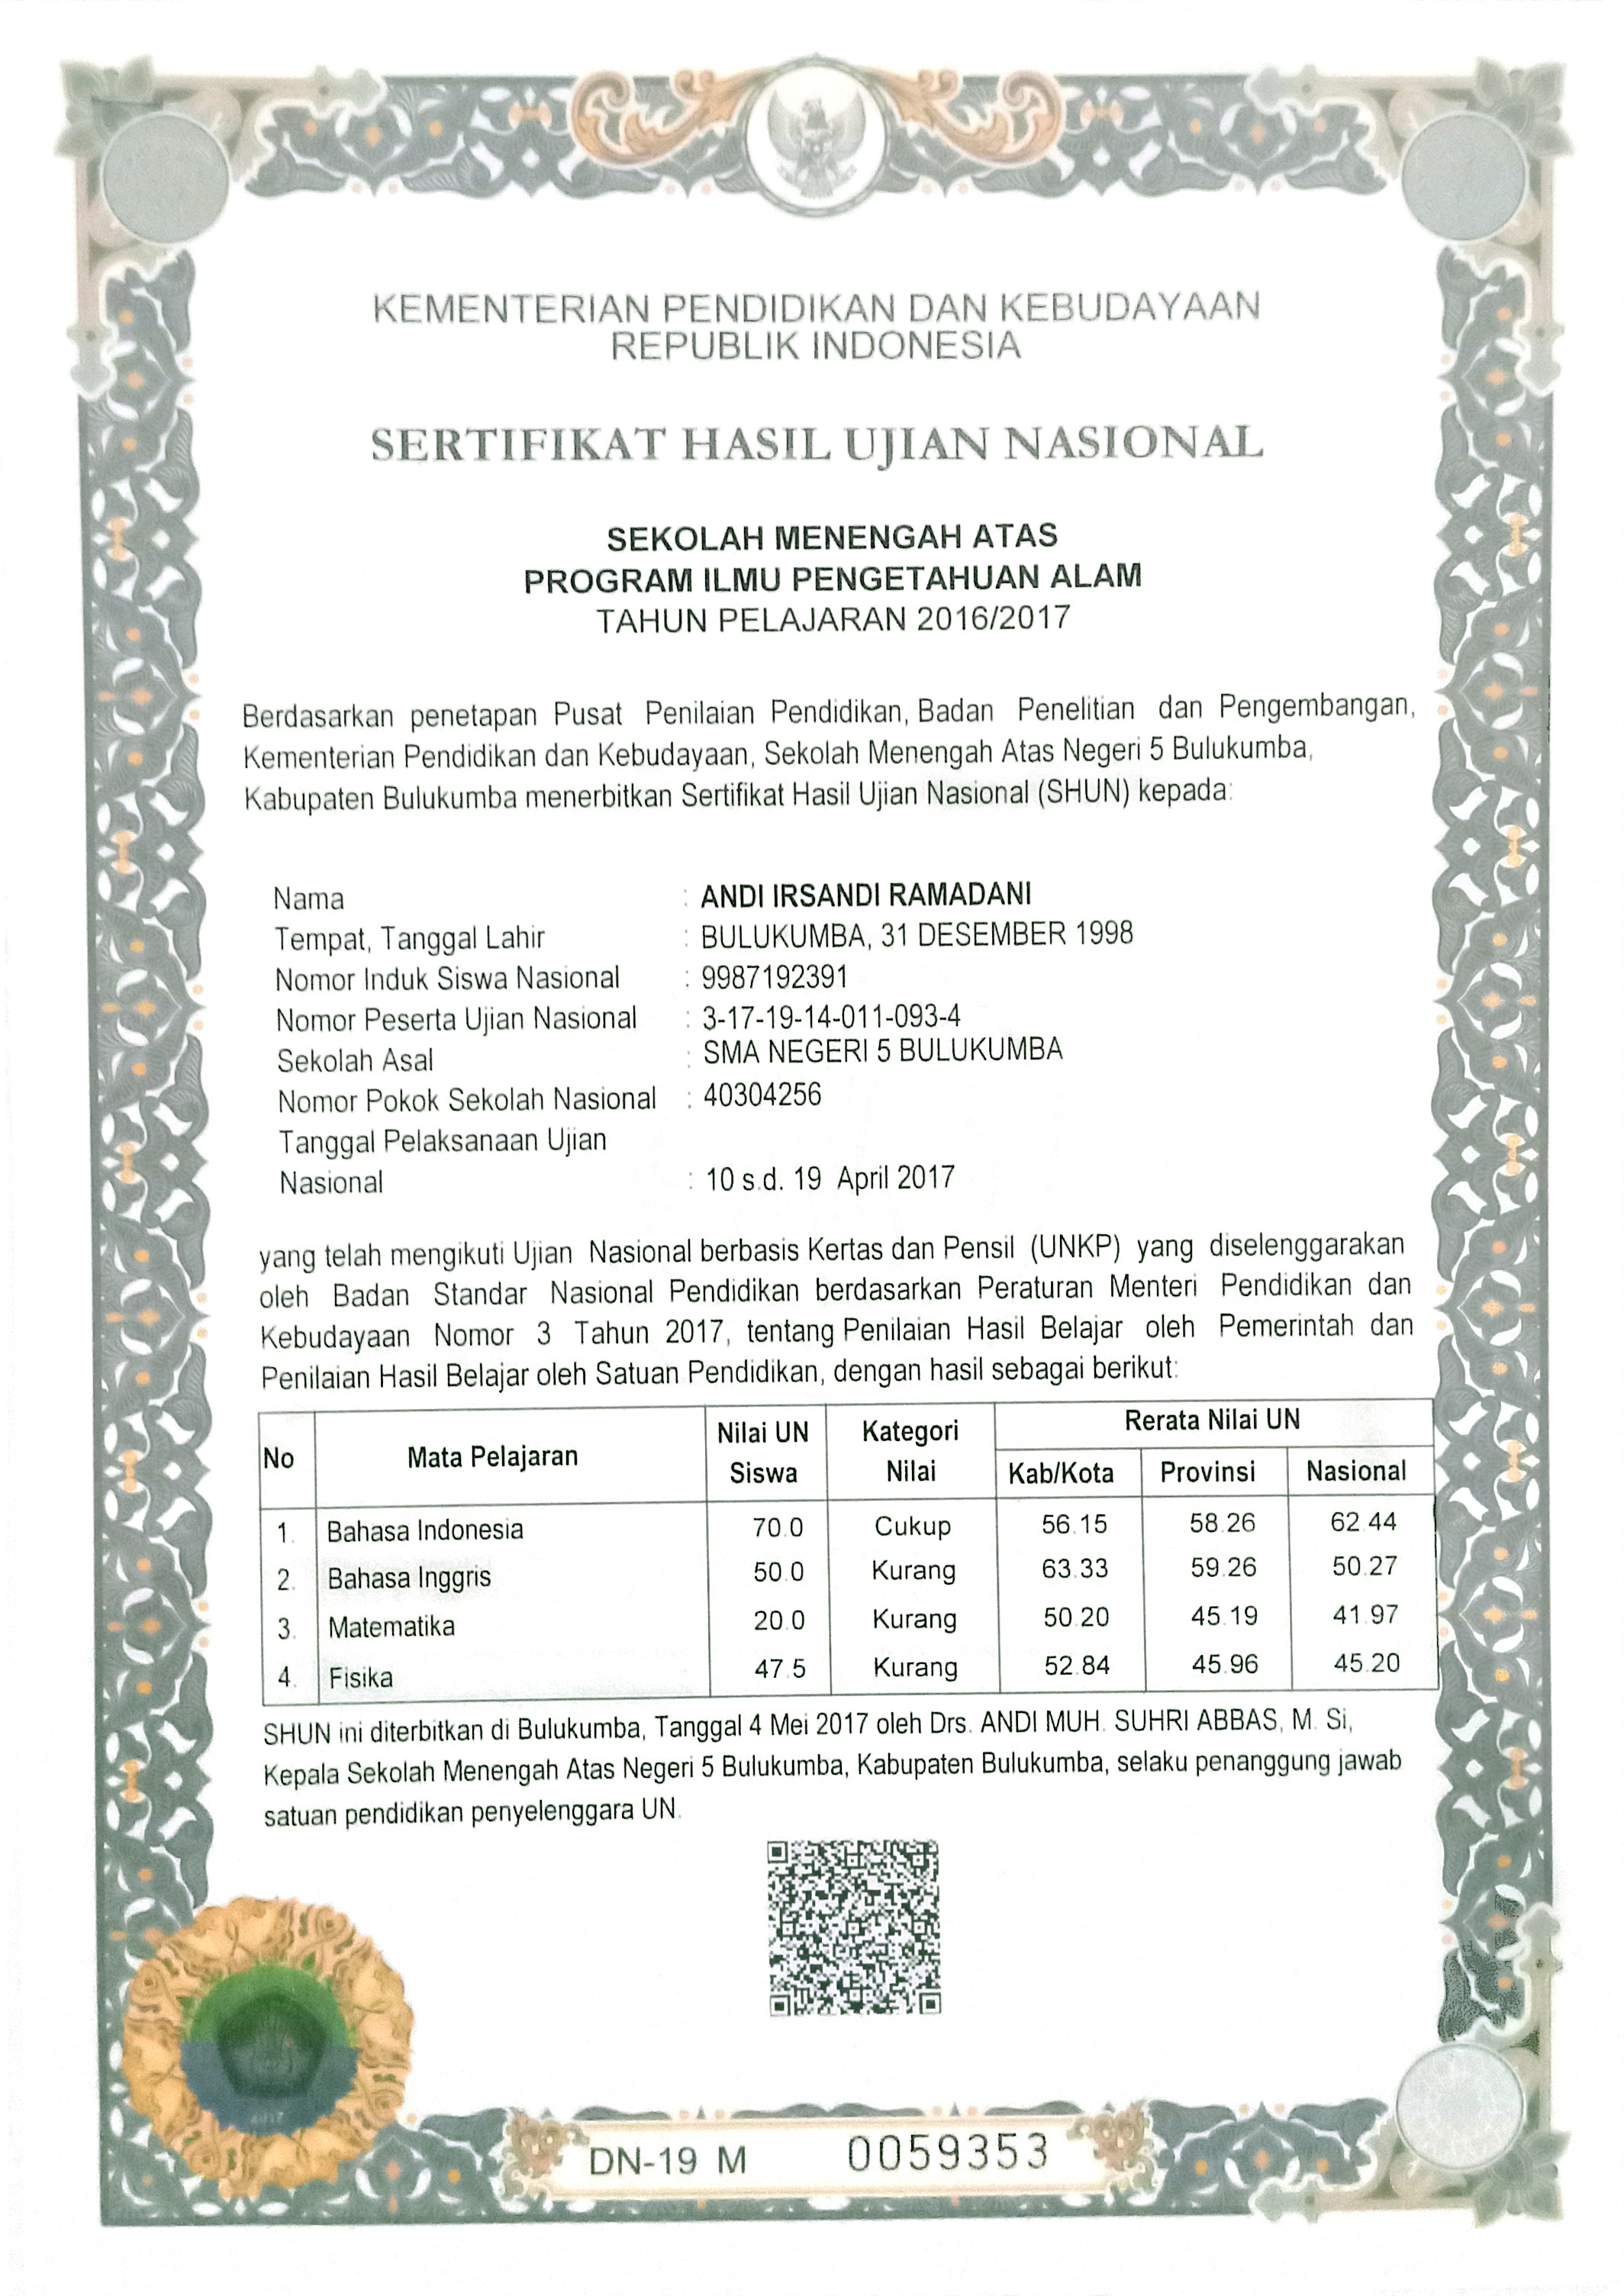 KEMENTERIAN PENDIDIKAN DAN KEBUDAYAAN
REPUBLIK INDONESIA
SERTIFIKAT HASIL UJIAN NASIONAL
SEKOLAH MENENGAH ATAS
PROGRAM ILMU PENGETAHUAN ALAM
TAHUN PELAJARAN 2016/2017
Berdasarkan penetapan Pusat Penilaian Pendidikan, Badan Penelitian dan Pengembangan,
Kementerian Pendidikan dan Kebudayaan, Sekolah Menengah Atas Negeri 5 Bulukumba,
Kabupaten Bulukumba menerbitkan Sertifikat Hasil Ujian Nasional (SHUN) kepada:
Nama : ANDI IRSANDI RAMADANI
Tempat, Tanggal Lahir : BULUKUMBA, 31 DESEMBER 1998
Nomor Induk Siswa Nasional : 9987192391
Nomor Peserta Ujian Nasional : 3-17-19-14-011-093-4
Sekolah Asal : SMA NEGERI 5 BULUKUMBA
Nomor Pokok Sekolah Nasional : 40304256
Tanggal Pelaksanaan Ujian
Nasional : 10 s.d. 19 April 2017
yang telah mengikuti Ujian Nasional berbasis Kertas dan Pensil (UNKP) yang diselenggarakan
oleh Badan Standar Nasional Pendidikan berdasarkan Peraturan Menteri Pendidikan dan
Kebudayaan Nomor 3 Tahun 2017, tentang Penilaian Hasil Belajar oleh Pemerintah dan
Penilaian Hasil Belajar oleh Satuan Pendidikan, dengan hasil sebagai berikut:
No Mata Pelajaran Nilai UN Siswa Kategori Nilai Rerata Nilai UN
Kab/Kota Provinsi Nasional
1. Bahasa Indonesia 70.0 Cukup 56.15 58.26 62.44
2. Bahasa Inggris 50.0 Kurang 63.33 59.26 50.27
3. Matematika 20.0 Kurang 50.20 45.19 41.97
4. Fisika 47.5 Kurang 52.84 45.96 45.20
SHUN ini diterbitkan di Bulukumba, Tanggal 4 Mei 2017 oleh Drs. ANDI MUH. SUHRI ABBAS, M. Si,
Kepala Sekolah Menengah Atas Negeri 5 Bulukumba, Kabupaten Bulukumba, selaku penanggung jawab
satuan pendidikan penyelenggara UN.
2017
DN-19 M 0059353